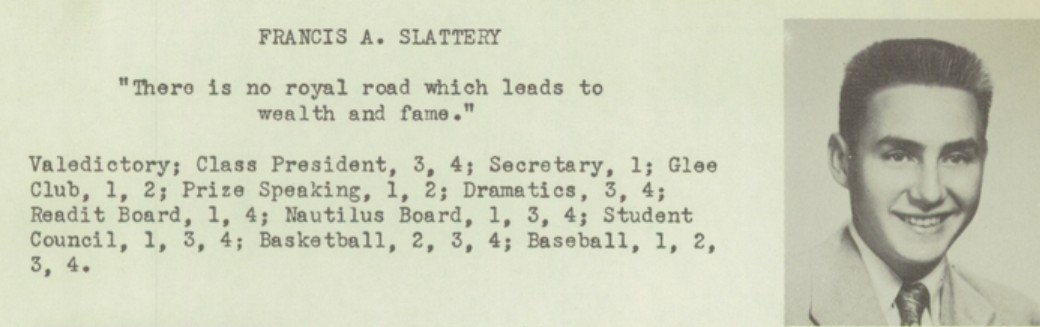 FRANCIS A. SLATTERY
"There is no royal road which leads to
wealth and fame."
Valedictory; Class President, 3, 4; Secretary, 1; Glee
Club, 1, 2; Prize Speaking, 1, 2; Dramatics, 3, 4;
Readit Board, 1, 4; Nautilus Board, 1, 3, 4; Student
Council, 1, 3, 4; Basketball, 2, 3, 4; Baseball, 1, 2,
3, 4.